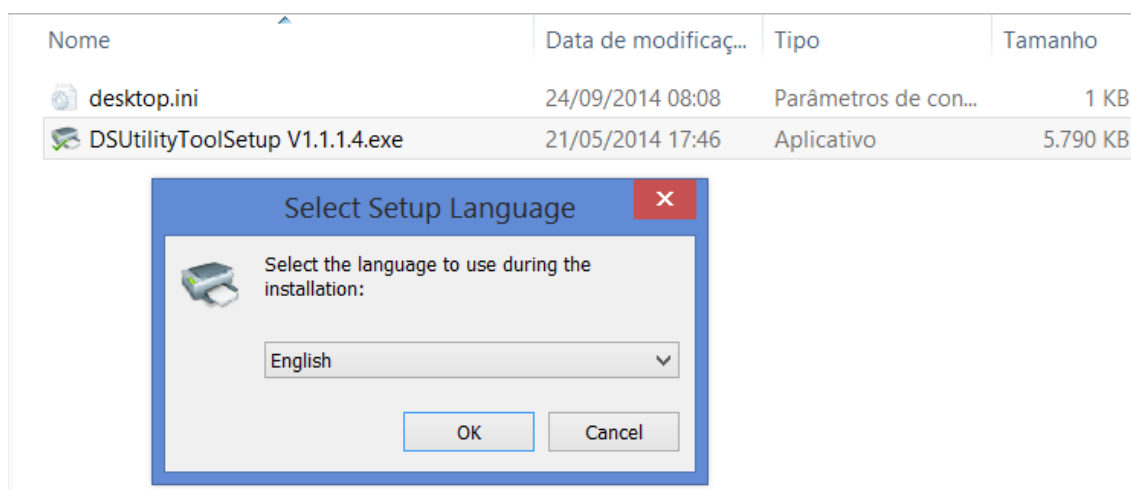 Nome Data de modificaç... Tipo Tamanho
desktop.ini 24/09/2014 08:08 Parâmetros de con... 1 KB
DSUtilityToolSetup V1.1.1.4.exe 21/05/2014 17:46 Aplicativo 5.790 KB
Select Setup Language
Select the language to use during the
installation:
English
OK Cancel